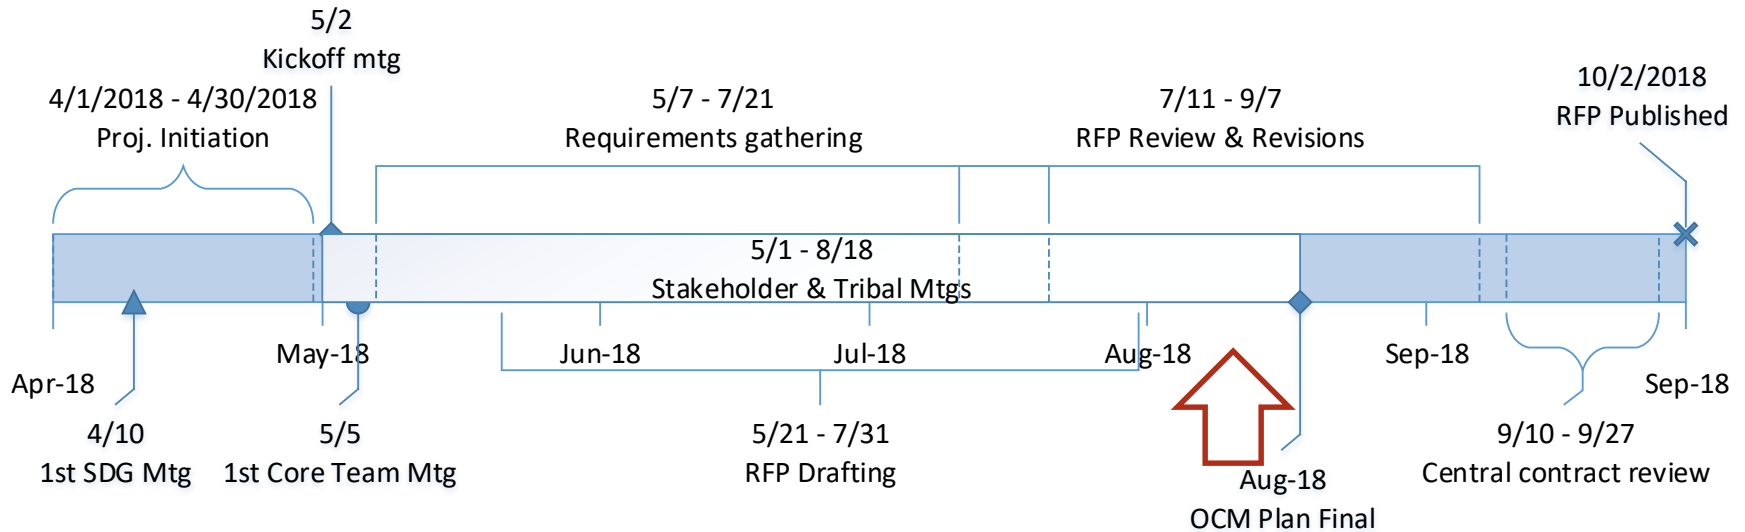 5/2
Kickoff mtg
4/1/2018 - 4/30/2018
Proj. Initiation
5/7 - 7/21
Requirements gathering
7/11 - 9/7
RFP Review & Revisions
10/2/2018
RFP Published
5/1 - 8/18
Stakeholder & Tribal Mtgs
Apr-18
May-18
Jun-18
Jul-18
Aug-18
Sep-18
Sep-18
4/10
1st SDG Mtg
5/5
1st Core Team Mtg
5/21 - 7/31
RFP Drafting
Aug-18
OCM Plan Final
9/10 - 9/27
Central contract review